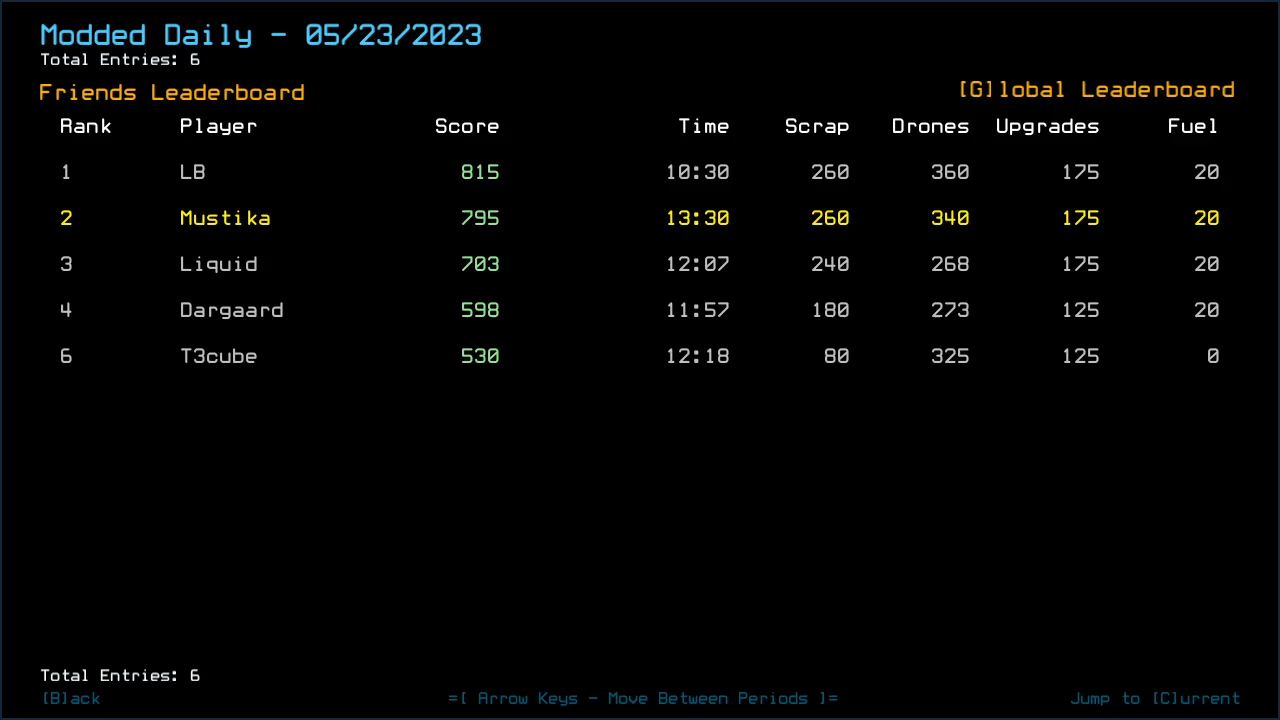 Modded Daily - 05/23/2023
Total Entries: 6
Friends Leaderboard [G]lobal Leaderboard
Rank Player Score Time Scrap Drones Upgrades Fuel
1 LB 815 10:30 260 360 175 20
2 Mustika 795 13:30 260 340 175 20
3 Liquid 703 12:07 240 268 175 20
4 Dargaard 598 11:57 180 273 125 20
6 T3cube 530 12:18 80 325 125 0
Total Entries: 6
[B]ack =[ Arrow Keys - Move Between Periods ]= Jump to [C]urrent